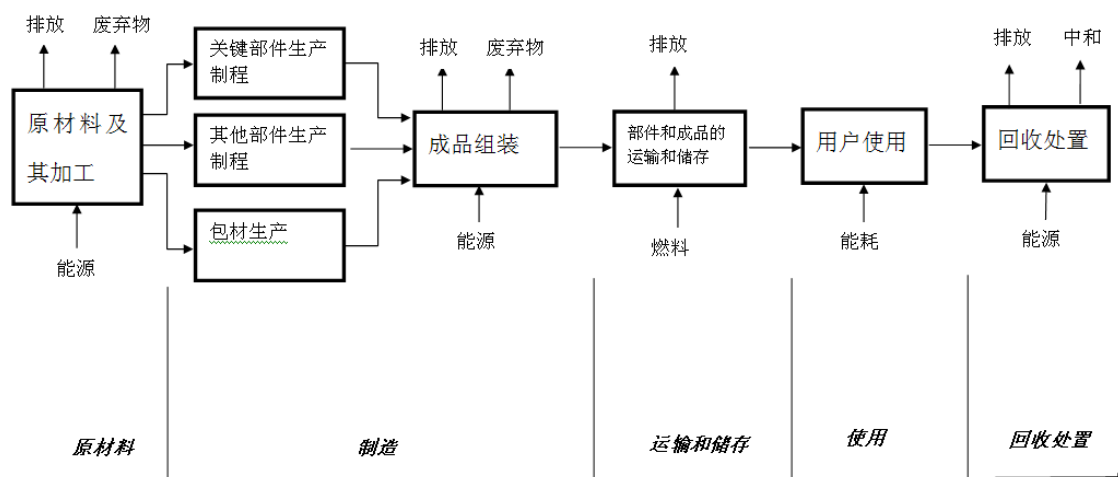 排放
废弃物
原材料及
其加工
能源
关键部件生产
制程
其他部件生产
制程
包材生产
排放
废弃物
成品组装
能源
排放
部件和成品的
运输和储存
燃料
用户使用
能耗
排放
中和
回收处置
能源
原材料
制造
运输和储存
使用
回收处置